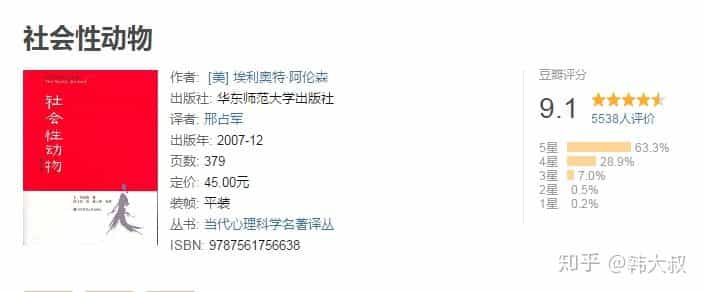 社会性动物
The Social Animal
社会性动物
作者: [美] 埃利奥特·阿伦森
出版社: 华东师范大学出版社
译者: 邢占军
出版年: 2007-12
页数: 379
定价: 45.00元
装帧: 平装
丛书: 当代心理科学名著译丛
ISBN: 9787561756638
豆瓣评分
9.1
5538人评价
5星 63.3%
4星 28.9%
3星 7.0%
2星 0.5%
1星 0.2%
知乎 @韩大叔